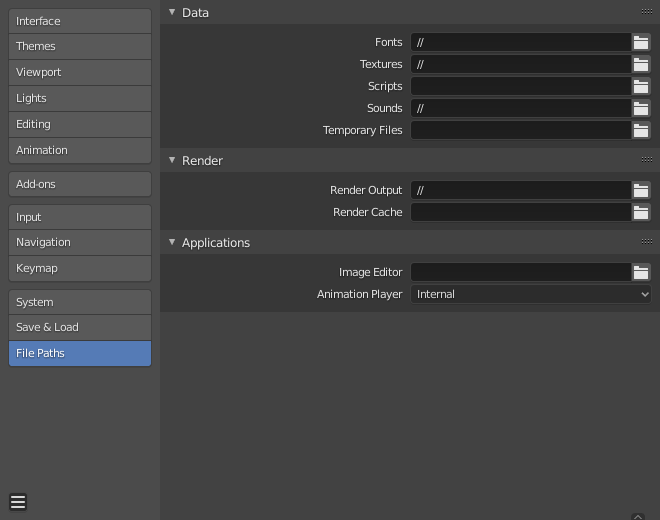 Interface
Themes
Viewport
Lights
Editing
Animation
Add-ons
Input
Navigation
Keymap
System
Save & Load
File Paths
Data
Fonts //
Textures //
Scripts
Sounds //
Temporary Files
Render
Render Output //
Render Cache
Applications
Image Editor
Animation Player Internal